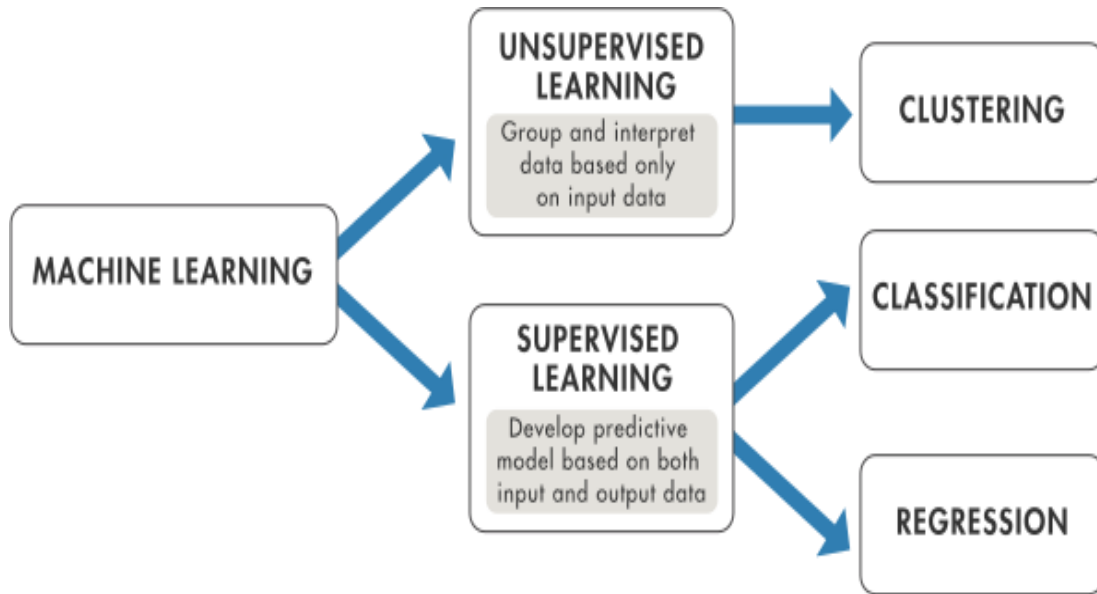 MACHINE LEARNING
UNSUPERVISED
LEARNING
Group and interpret
data based only
on input data
SUPERVISED
LEARNING
Develop predictive
model based on both
input and output data
CLUSTERING
CLASSIFICATION
REGRESSION